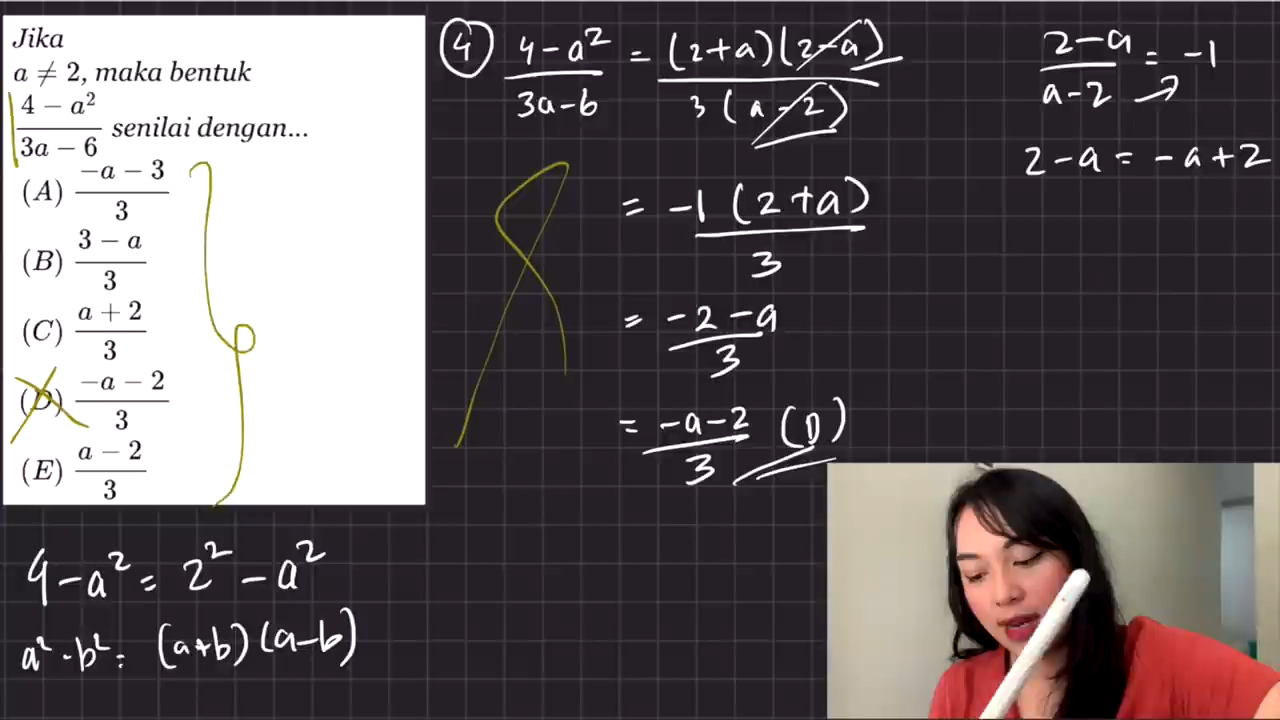 Jika
a ≠ 2, maka bentuk
4 − a² / 3a − 6 senilai dengan...
(A) −a − 3 / 3
(B) 3 − a / 3
(C) a + 2 / 3
(D) −a − 2 / 3
(E) a − 2 / 3
4 − a² = 2² − a²
a² - b² = (a+b)(a−b)
④ 4 − a² / 3a − 6 = (2+a)(2−a) / 3(a−2)
= −1(2+a) / 3
= −2 − a / 3
= −a − 2 / 3 (D)
2 − a / a − 2 = −1
2 − a = −a + 2